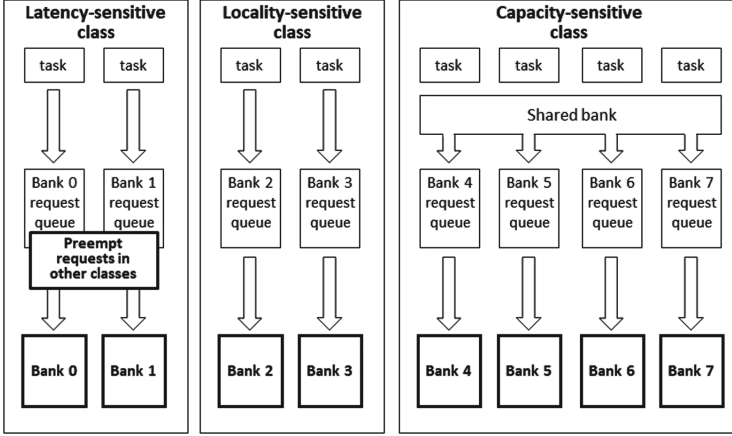 Latency-sensitive
class
Locality-sensitive
class
Capacity-sensitive
class
task
task
task
task
task
task
task
task
Shared bank
Bank 0
request
queue
Bank 1
request
queue
Bank 2
request
queue
Bank 3
request
queue
Bank 4
request
queue
Bank 5
request
queue
Bank 6
request
queue
Bank 7
request
queue
Preempt
requests in
other classes
Bank 0
Bank 1
Bank 2
Bank 3
Bank 4
Bank 5
Bank 6
Bank 7